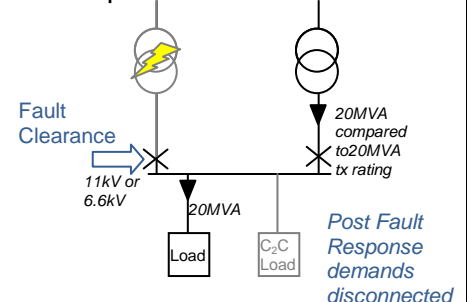 Fault
Clearance
11kV or
6.6kV
20MVA
compared
to20MVA
tx rating
20MVA
Load
C₂C
Load
Post Fault
Response
demands
disconnected